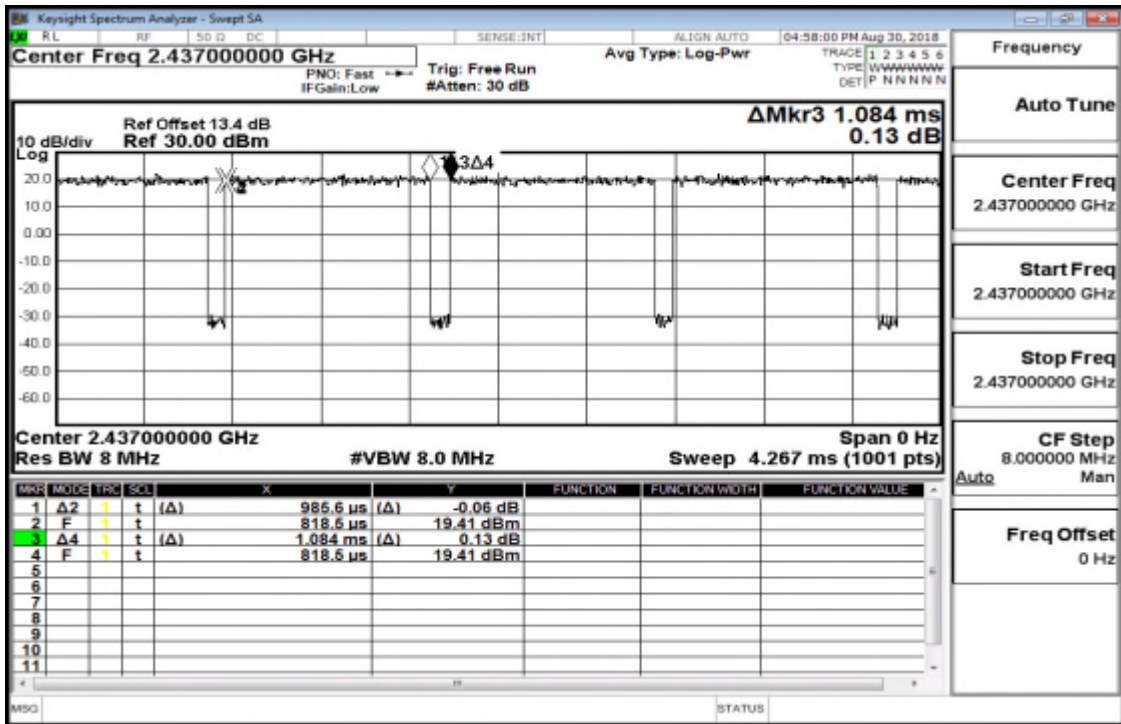 Keysight Spectrum Analyzer - Swept SA
RL RF 50 Ω DC SENSE:INT ALIGN AUTO 04:58:00 PM Aug 30, 2018
Center Freq 2.437000000 GHz
Avg Type: Log-Pwr
TRACE 1 2 3 4 5 6
TYPE WWWWWW
DET P N N N N N
PNO: Fast
IFGain:Low
Trig: Free Run
#Atten: 30 dB
ΔMkr3 1.084 ms
0.13 dB
Ref Offset 13.4 dB
10 dB/div Ref 30.00 dBm
Log
3Δ4
20.0
10.0
0.00
-10.0
-20.0
-30.0
-40.0
-50.0
-60.0
Center 2.437000000 GHz Span 0 Hz
Res BW 8 MHz #VBW 8.0 MHz Sweep 4.267 ms (1001 pts)
MKR MODE TRC SCL X Y FUNCTION FUNCTION WIDTH FUNCTION VALUE
1 Δ2 1 t (Δ) 985.6 µs (Δ) -0.06 dB
2 F 1 t 818.5 µs 19.41 dBm
3 Δ4 1 t (Δ) 1.084 ms (Δ) 0.13 dB
4 F 1 t 818.5 µs 19.41 dBm
5
6
7
8
9
10
11
MSG STATUS
Frequency
Auto Tune
Center Freq
2.437000000 GHz
Start Freq
2.437000000 GHz
Stop Freq
2.437000000 GHz
CF Step
8.000000 MHz
Auto Man
Freq Offset
0 Hz